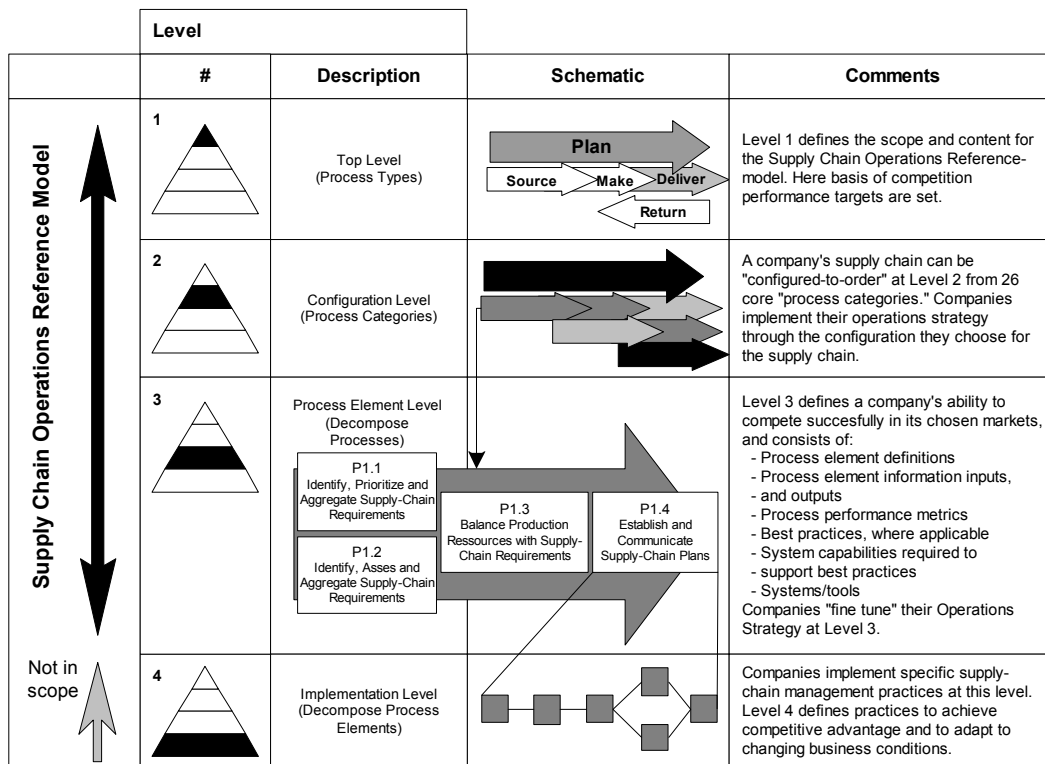 Level
#
Description
Schematic
Comments
Supply Chain Operations Reference Model
1
Top Level
(Process Types)
Plan
Source
Make
Deliver
Return
Level 1 defines the scope and content for
the Supply Chain Operations Reference-
model. Here basis of competition
performance targets are set.
2
Configuration Level
(Process Categories)
A company's supply chain can be
"configured-to-order" at Level 2 from 26
core "process categories." Companies
implement their operations strategy
through the configuration they choose for
the supply chain.
3
Process Element Level
(Decompose
Processes)
P1.1
Identify, Prioritize and
Aggregate Supply-Chain
Requirements
P1.2
Identify, Asses and
Aggregate Supply-Chain
Requirements
P1.3
Balance Production
Ressources with Supply-
Chain Requirements
P1.4
Establish and
Communicate
Supply-Chain Plans
Level 3 defines a company's ability to
compete succesfully in its chosen markets,
and consists of:
- Process element definitions
- Process element information inputs,
- and outputs
- Process performance metrics
- Best practices, where applicable
- System capabilities required to
- support best practices
- Systems/tools
Companies "fine tune" their Operations
Strategy at Level 3.
Not in
scope
4
Implementation Level
(Decompose Process
Elements)
Companies implement specific supply-
chain management practices at this level.
Level 4 defines practices to achieve
competitive advantage and to adapt to
changing business conditions.